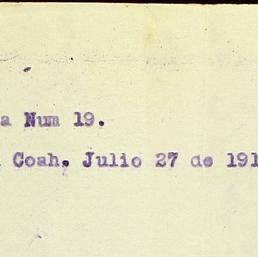 a Num 19.
Coah, Julio 27 de 191